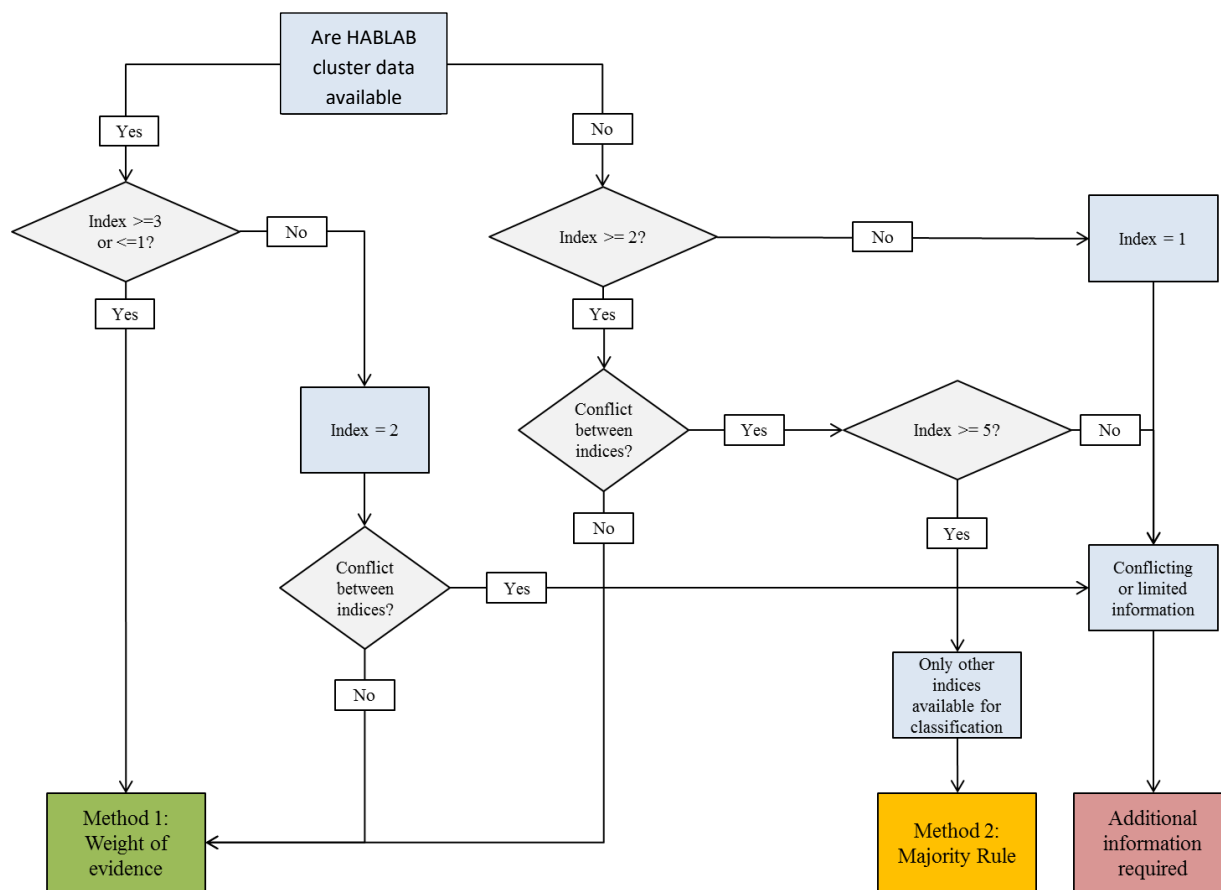 Are HABLAB
cluster data
available
Yes
No
Index >=3
or <=1?
No
Index >= 2?
No
Index = 1
Yes
Yes
Index = 2
Conflict
between
indices?
Yes
Index >= 5?
No
No
Yes
Conflict
between
indices?
Yes
Conflicting
or limited
information
Only other
indices
available for
classification
No
Method 1:
Weight of
evidence
Method 2:
Majority Rule
Additional
information
required